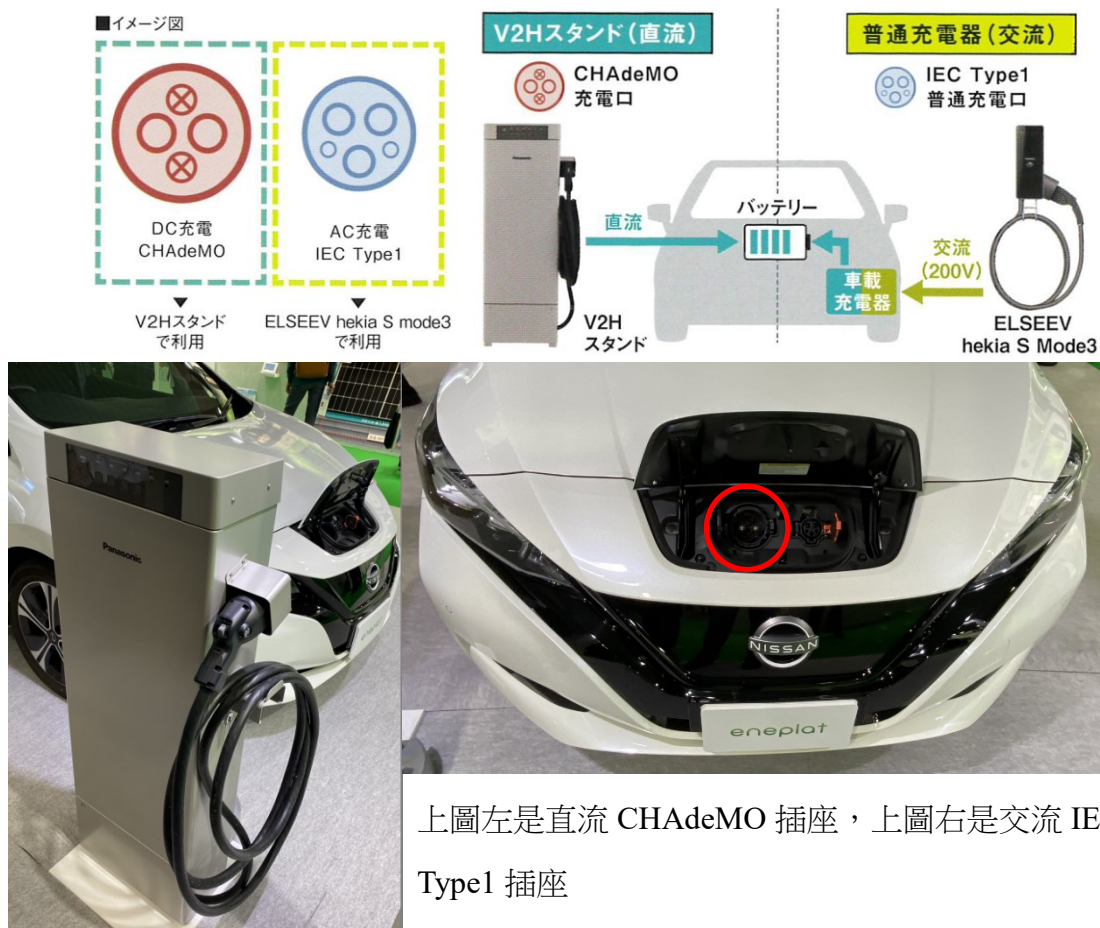 ■イメージ図
DC充電
CHAdeMO
AC充電
IEC Type1
V2Hスタンド
で利用
ELSEEV hekia S mode3
で利用
V2Hスタンド(直流)
CHAdeMO
充電口
普通充電器(交流)
IEC Type1
普通充電口
Panasonic
直流
バッテリー
車載
充電器
交流
(200V)
V2H
スタンド
ELSEEV
hekia S Mode3
Panasonic
NISSAN
eneplat
上圖左是直流 CHAdeMO 插座，上圖右是交流 IE
Type1 插座